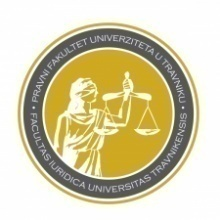 • PRAVNI FAKULTET UNIVERZITETA U TRAVNIKU •
FACULTAS IURIDICA UNIVERSITAS TRAVNIKENSIS